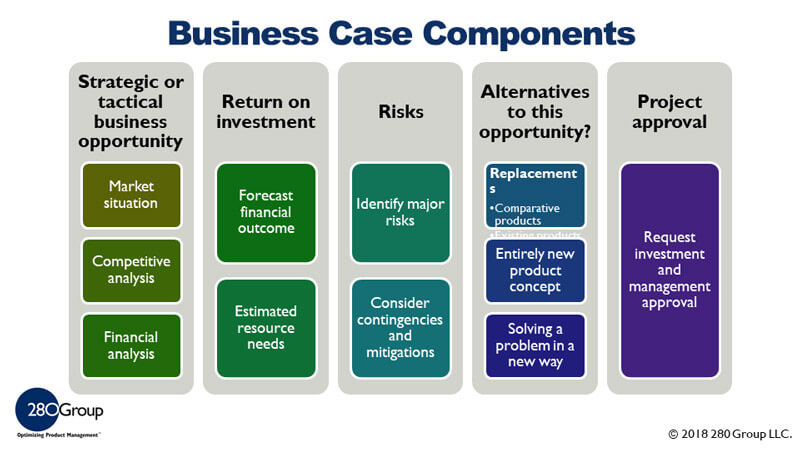 Business Case Components
Strategic or
tactical
business
opportunity
Market
situation
Competitive
analysis
Financial
analysis
Return on
investment
Forecast
financial
outcome
Estimated
resource
needs
Risks
Identify major
risks
Consider
contingencies
and
mitigations
Alternatives
to this
opportunity?
Replacement
s
•Comparative
products
•Existing products
Entirely new
product
concept
Solving a
problem in a
new way
Project
approval
Request
investment
and
management
approval
280Group
Optimizing Product Management™
© 2018 280 Group LLC.